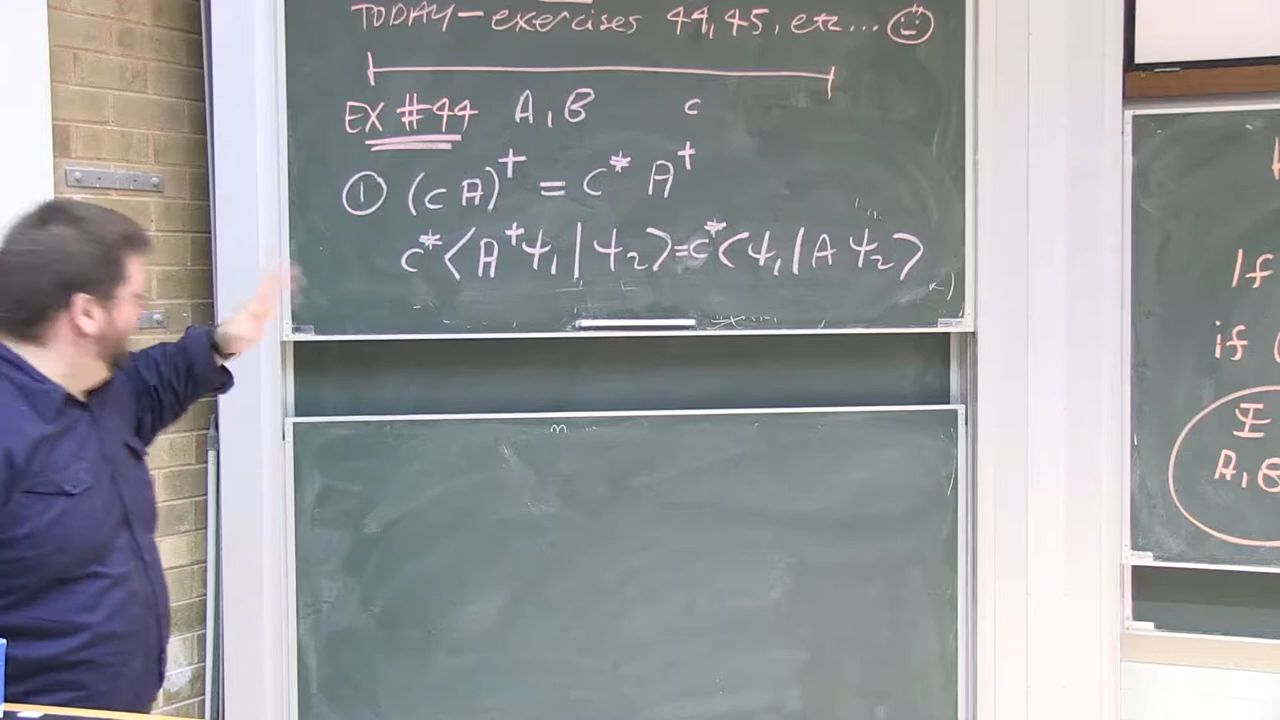 TODAY - exercises 44, 45, etc... ☺
EX #44 A, B c
① (cA)† = c* A†
c*⟨A†ψ₁|ψ₂⟩=c*⟨ψ₁|Aψ₂⟩
If
if
A, B